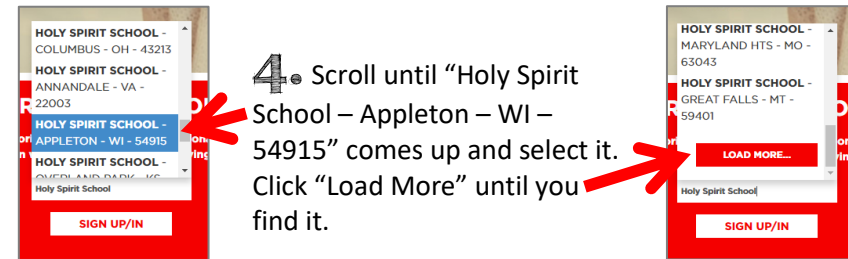 HOLY SPIRIT SCHOOL -
COLUMBUS - OH - 43213
HOLY SPIRIT SCHOOL -
ANNANDALE - VA -
22003
HOLY SPIRIT SCHOOL -
APPLETON - WI - 54915
HOLY SPIRIT SCHOOL -
OVERLAND PARK - KS
Holy Spirit School
SIGN UP/IN
4. Scroll until “Holy Spirit
School – Appleton – WI –
54915” comes up and select it.
Click “Load More” until you
find it.
HOLY SPIRIT SCHOOL -
MARYLAND HTS - MO -
63043
HOLY SPIRIT SCHOOL -
GREAT FALLS - MT -
59401
LOAD MORE...
Holy Spirit School
SIGN UP/IN